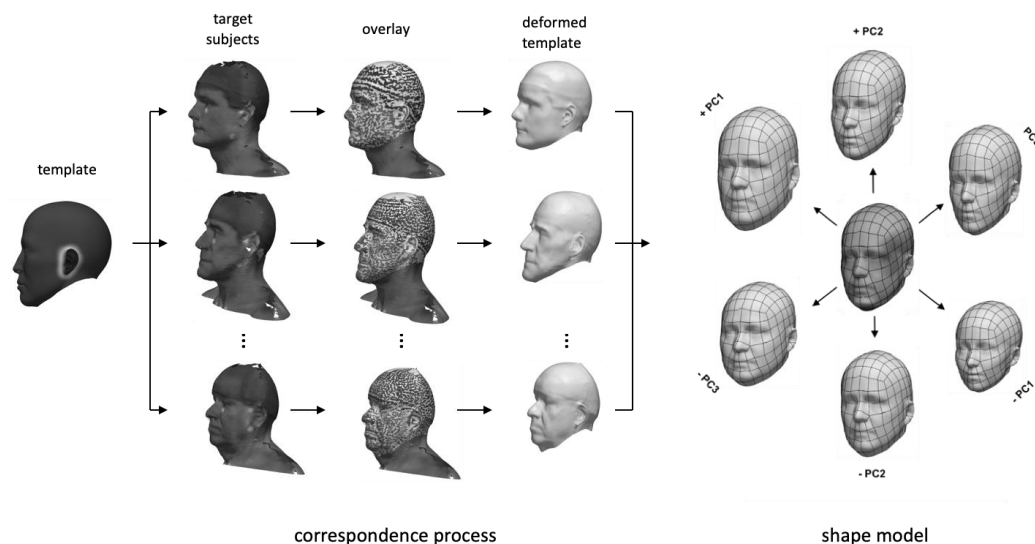 target
subjects
overlay
deformed
template
template
+ PC2
+ PC1
- PC3
- PC1
- PC2
correspondence process
shape model